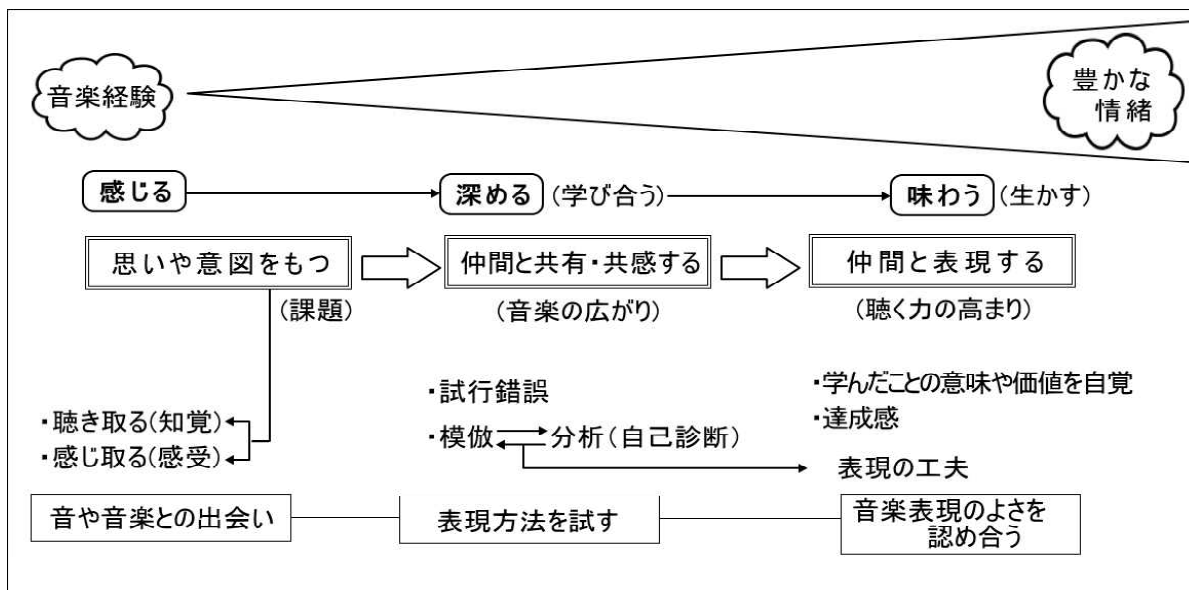 音楽経験
豊かな
情緒
感じる
深める
(学び合う)
味わう
(生かす)
思いや意図をもつ
仲間と共有・共感する
仲間と表現する
(課題)
(音楽の広がり)
(聴く力の高まり)
・聴き取る(知覚)
・感じ取る(感受)
・試行錯誤
・模倣
分析(自己診断)
・学んだことの意味や価値を自覚
・達成感
表現の工夫
音や音楽との出会い
表現方法を試す
音楽表現のよさを
認め合う